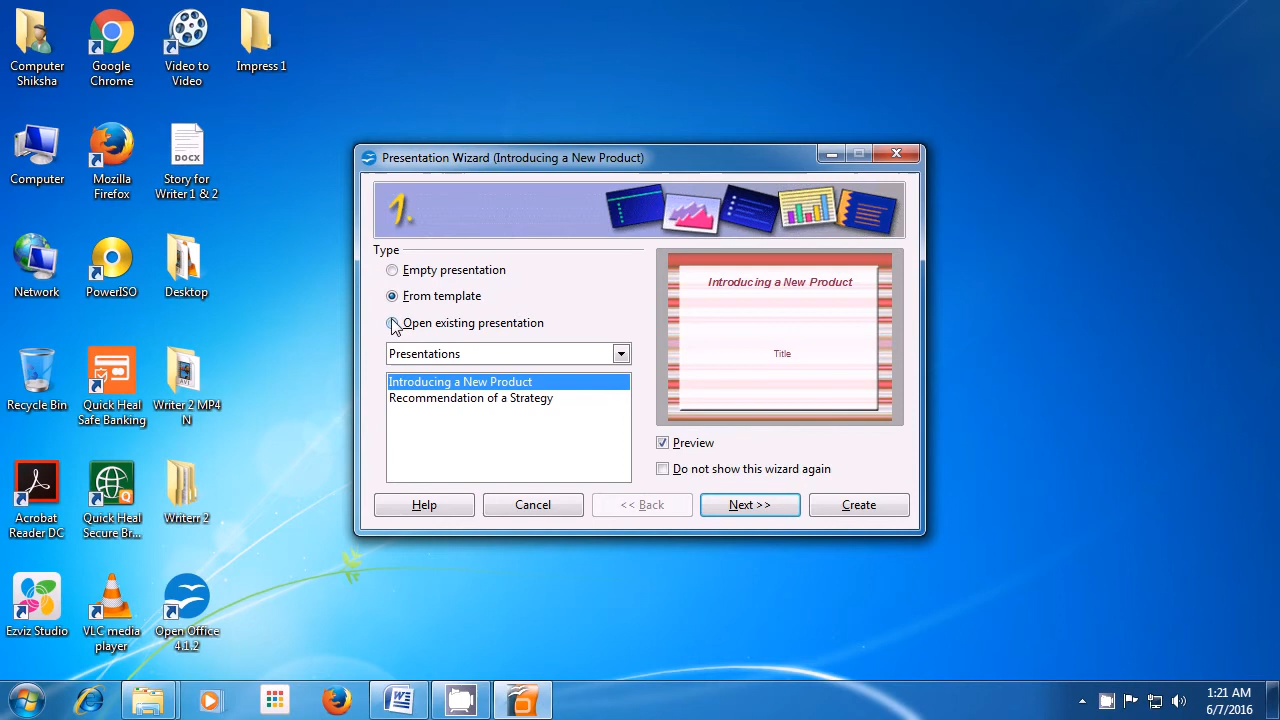 Computer
Shiksha
Google
Chrome
Video to
Video
Impress 1
Computer
Mozilla
Firefox
DOCX
Story for
Writer 1 & 2
Network
PowerISO
Desktop
Recycle Bin
Quick Heal
Safe Banking
Writer 2 MP4
N
Acrobat
Reader DC
Quick Heal
Secure Br...
Writerr 2
Ezviz Studio
VLC media
player
Open Office
4.1.2
Presentation Wizard (Introducing a New Product)
1.
Type
Empty presentation
From template
Open existing presentation
Presentations
Introducing a New Product
Recommendation of a Strategy
Introducing a New Product
Title
Preview
Do not show this wizard again
Help
Cancel
<< Back
Next >>
Create
1:21 AM
6/7/2016